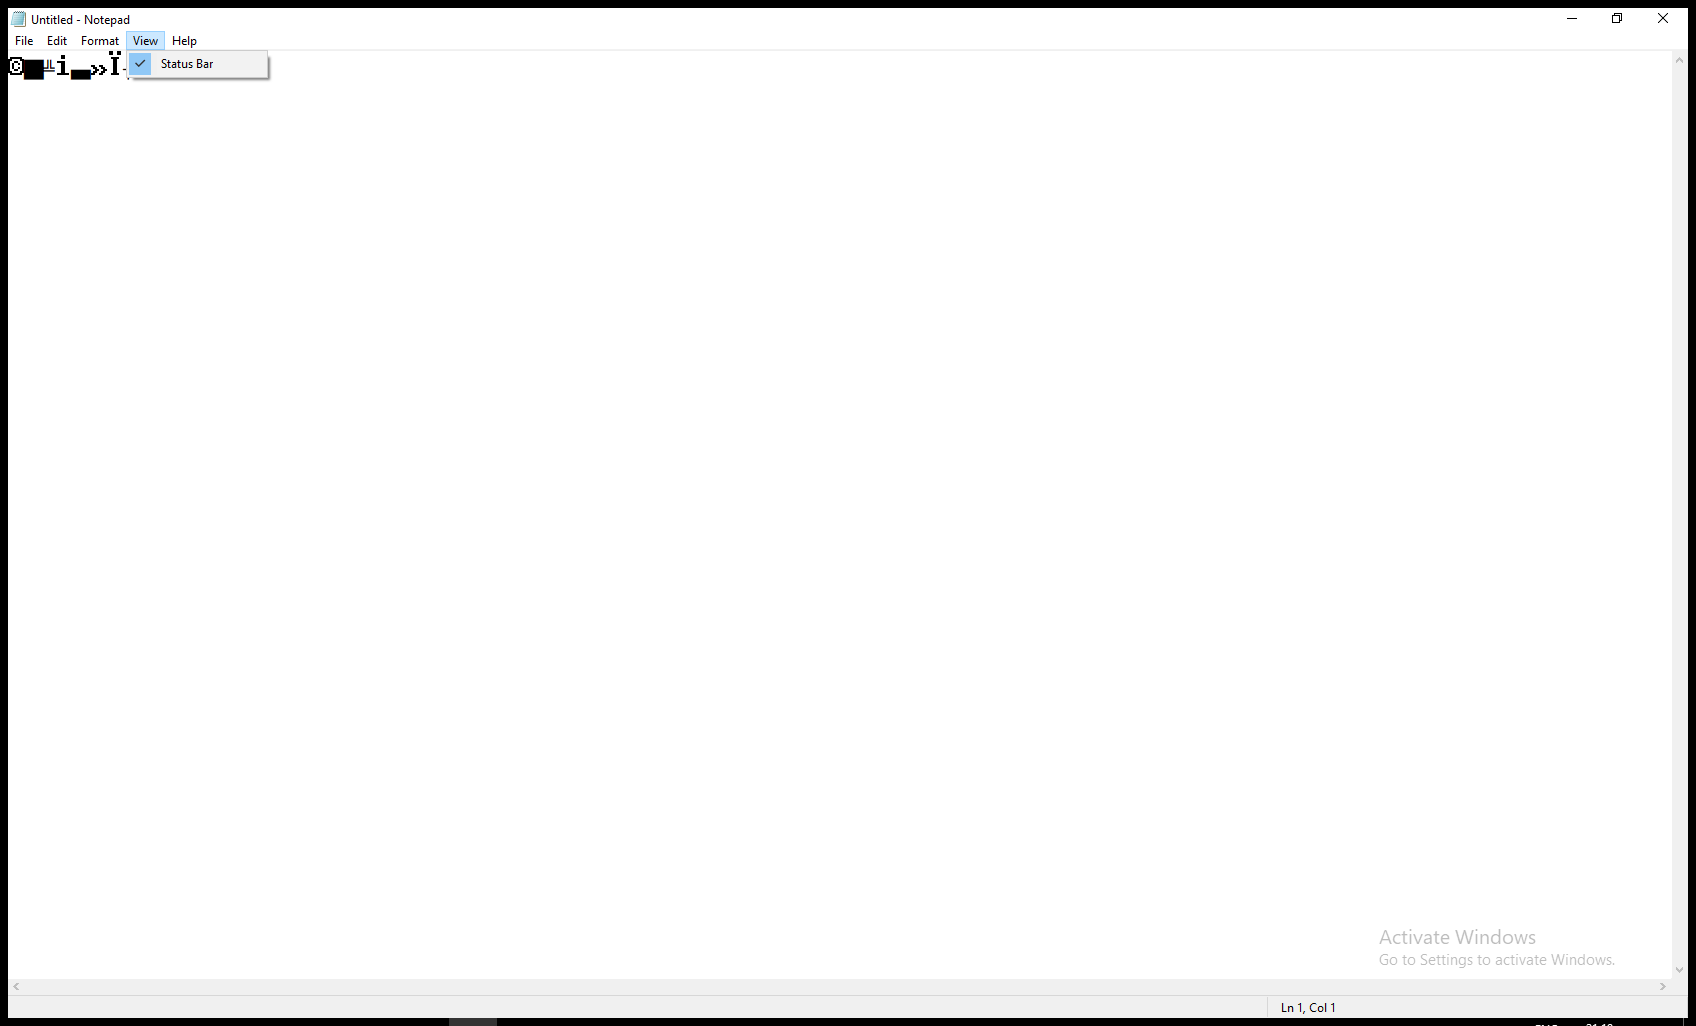 Untitled - Notepad
File Edit Format View Help
Status Bar
Activate Windows
Go to Settings to activate Windows.
Ln 1, Col 1